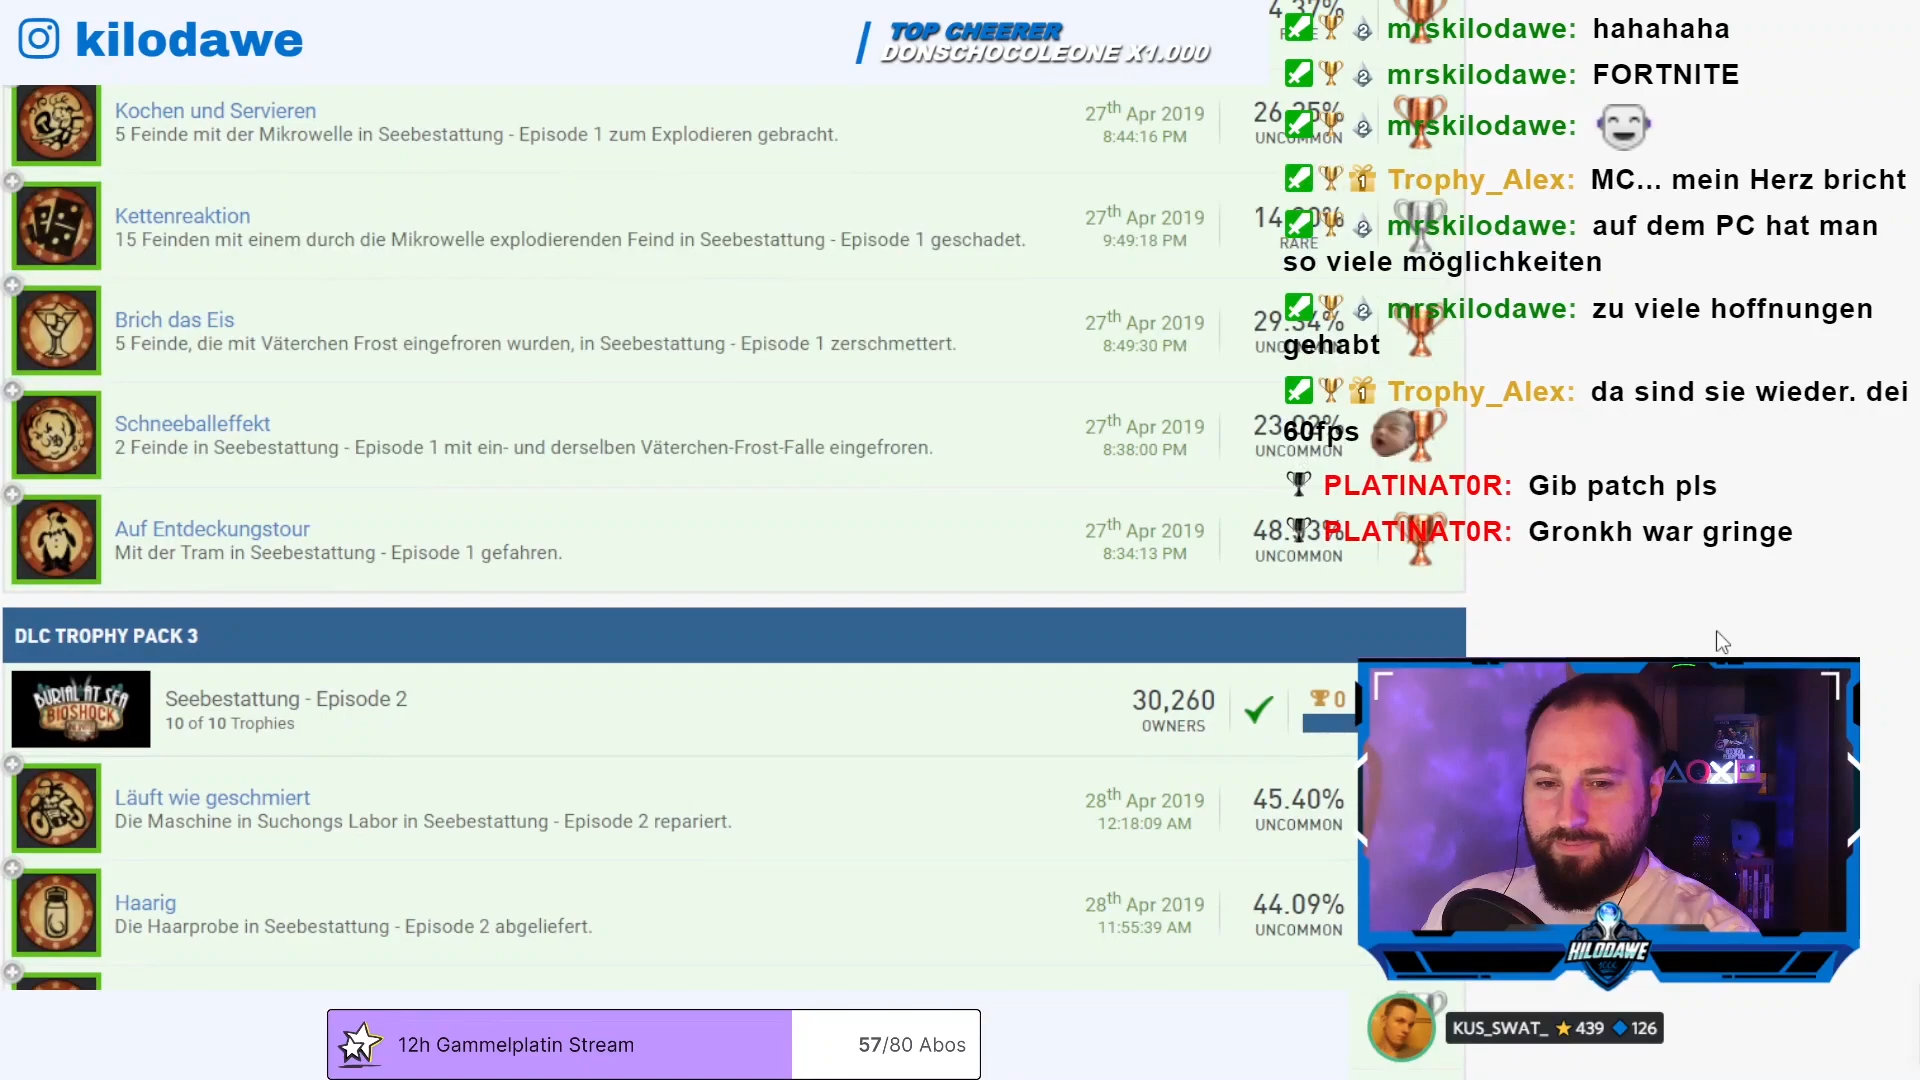 kilodawe
TOP CHEERER
DONSCHOCOLEONE X1.000
4.37%
Kochen und Servieren
5 Feinde mit der Mikrowelle in Seebestattung - Episode 1 zum Explodieren gebracht.
27th Apr 2019
8:44:16 PM
UNCOMMON
Kettenreaktion
15 Feinden mit einem durch die Mikrowelle explodierenden Feind in Seebestattung - Episode 1 geschadet.
27th Apr 2019
9:49:18 PM
RARE
Brich das Eis
5 Feinde, die mit Väterchen Frost eingefroren wurden, in Seebestattung - Episode 1 zerschmettert.
27th Apr 2019
8:49:30 PM
Schneeballeffekt
2 Feinde in Seebestattung - Episode 1 mit ein- und derselben Väterchen-Frost-Falle eingefroren.
27th Apr 2019
8:38:00 PM
UNCOMMON
Auf Entdeckungstour
Mit der Tram in Seebestattung - Episode 1 gefahren.
27th Apr 2019
8:34:13 PM
UNCOMMON
mrskilodawe: hahahaha
mrskilodawe: FORTNITE
mrskilodawe:
Trophy_Alex: MC... mein Herz bricht
mrskilodawe: auf dem PC hat man
so viele möglichkeiten
mrskilodawe: zu viele hoffnungen
gehabt
Trophy_Alex: da sind sie wieder. dei
60fps
PLATINAT0R: Gib patch pls
PLATINAT0R: Gronkh war gringe
DLC TROPHY PACK 3
BURIAL AT SEA
BIOSHOCK
Seebestattung - Episode 2
10 of 10 Trophies
30,260
OWNERS
0
Läuft wie geschmiert
Die Maschine in Suchongs Labor in Seebestattung - Episode 2 repariert.
28th Apr 2019
12:18:09 AM
45.40%
UNCOMMON
Haarig
Die Haarprobe in Seebestattung - Episode 2 abgeliefert.
28th Apr 2019
11:55:39 AM
44.09%
UNCOMMON
KILODAWE
12h Gammelplatin Stream
57/80 Abos
KUS_SWAT_ 439 126